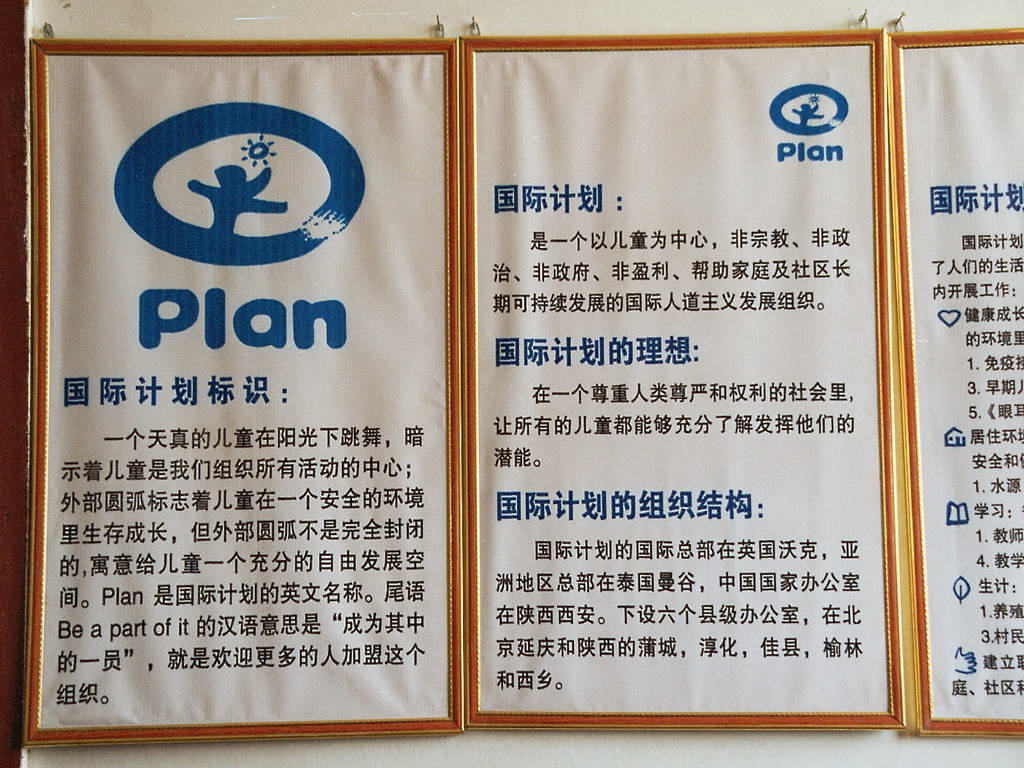 Plan
国际计划标识：
一个天真的儿童在阳光下跳舞，暗
示着儿童是我们组织所有活动的中心；
外部圆弧标志着儿童在一个安全的环境
里生存成长，但外部圆弧不是完全封闭
的,寓意给儿童一个充分的自由发展空
间。Plan 是国际计划的英文名称。尾语
Be a part of it 的汉语意思是“成为其中
的一员”，就是欢迎更多的人加盟这个
组织。
Plan
国际计划：
是一个以儿童为中心，非宗教、非政
治、非政府、非盈利、帮助家庭及社区长
期可持续发展的国际人道主义发展组织。
国际计划的理想:
在一个尊重人类尊严和权利的社会里,
让所有的儿童都能够充分了解发挥他们的
潜能。
国际计划的组织结构:
国际计划的国际总部在英国沃克，亚
洲地区总部在泰国曼谷，中国国家办公室
在陕西西安。下设六个县级办公室，在北
京延庆和陕西的蒲城，淳化，佳县，榆林
和西乡。
国际计划
国际计划
了人们的生活
内开展工作：
健康成长
的环境里
1. 免疫接
3. 早期儿
5.《眼耳
居住环境
安全和
1. 水源
学习：
1. 教师
4. 教学
生计：
1.养殖
3.村民
建立联
庭、社区和